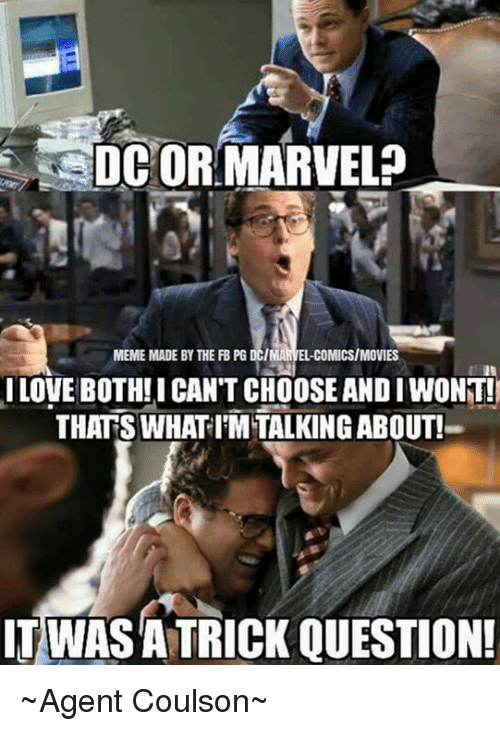 DC OR MARVEL?
MEME MADE BY THE FB PG DC/MARVEL-COMICS/MOVIES
I LOVE BOTH! I CAN'T CHOOSE AND I WON'T!
THAT'S WHAT I'M TALKING ABOUT!
IT WAS A TRICK QUESTION!
~Agent Coulson~